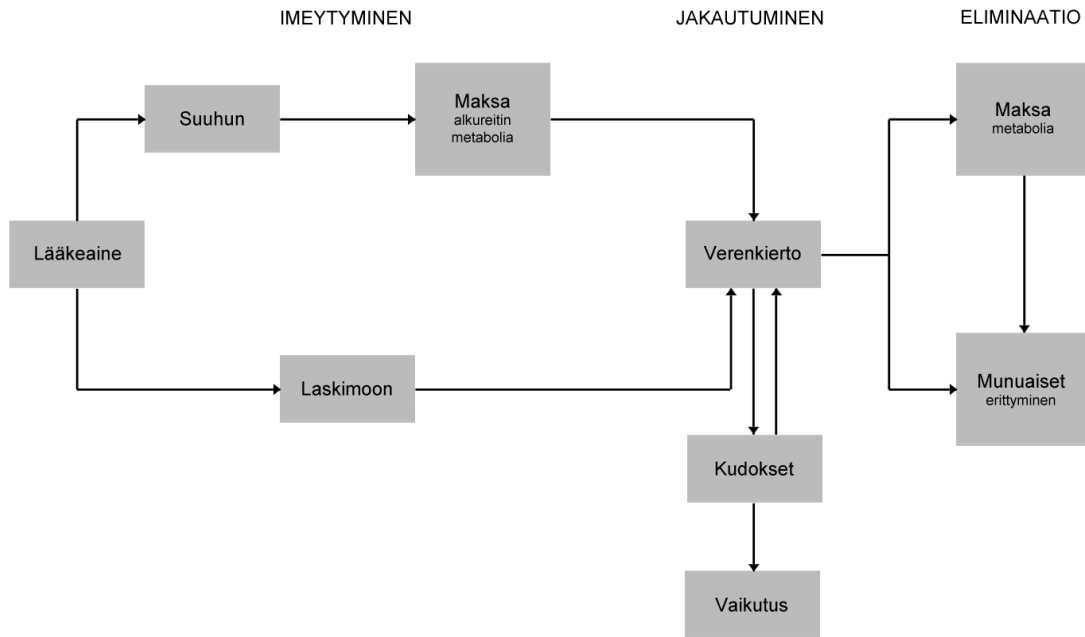 IMEYTYMINEN
JAKAUTUMINEN
ELIMINAATIO
Suuhun
Maksa
alkureitin
metabolia
Maksa
metabolia
Lääkeaine
Verenkierto
Laskimoon
Munuaiset
erittyminen
Kudokset
Vaikutus